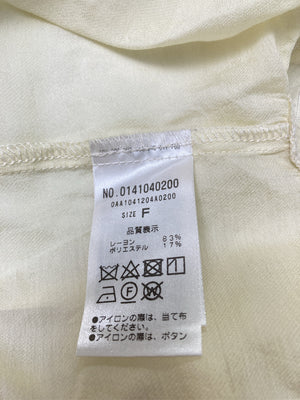 NO.0141040200
0AA1041204A0200
SIZE F
品質表示
レーヨン 83%
ポリエステル 17%
●アイロンの際は、当て布
をしてください。
●アイロンの際は、ボタン